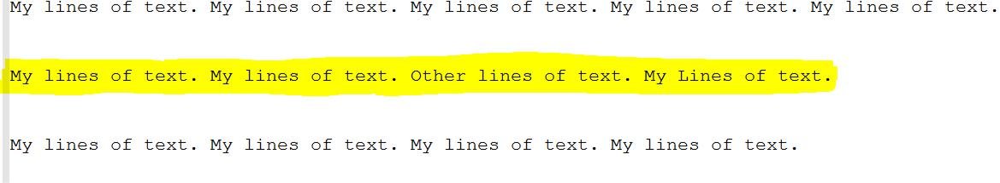 My lines of text. My lines of text. My lines of text. My lines of text. My lines of text.
My lines of text. My lines of text. Other lines of text. My Lines of text.
My lines of text. My lines of text. My lines of text. My lines of text.